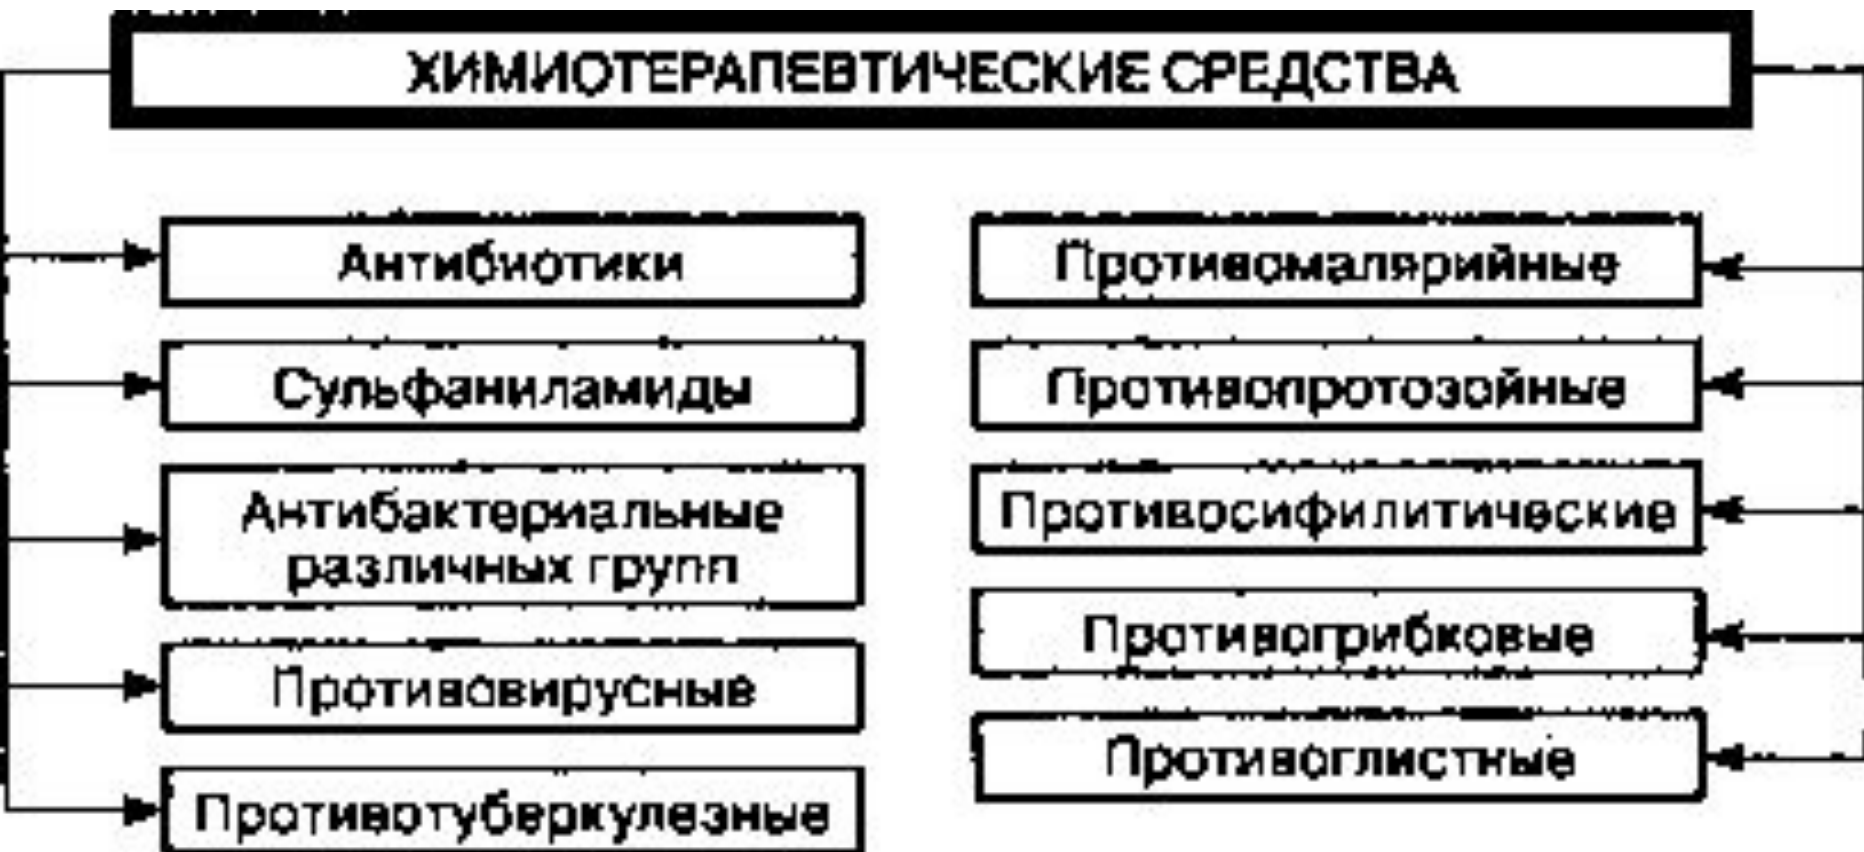 ХИМИОТЕРАПЕВТИЧЕСКИЕ СРЕДСТВА
Антибиотики
Сульфаниламиды
Антибактериальные
различных групп
Противовирусные
Противотуберкулезные
Противомалярийные
Противопротозойные
Противосифилитические
Противогрибковые
Противоглистные